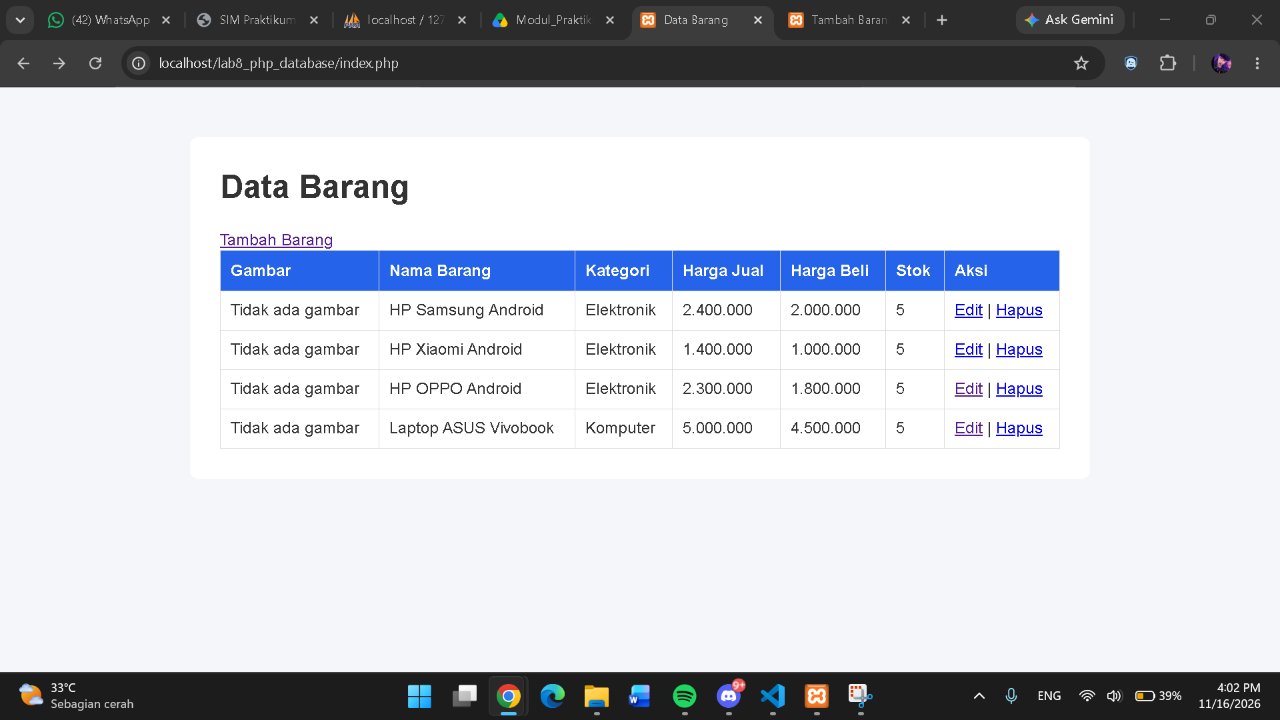 (42) WhatsApp
SIM Praktikum
localhost / 127
Modul_Praktik
Data Barang
Tambah Baran
Ask Gemini
localhost/lab8_php_database/index.php
Data Barang
Tambah Barang
Gambar Nama Barang Kategori Harga Jual Harga Beli Stok Aksi
Tidak ada gambar HP Samsung Android Elektronik 2.400.000 2.000.000 5 Edit | Hapus
Tidak ada gambar HP Xiaomi Android Elektronik 1.400.000 1.000.000 5 Edit | Hapus
Tidak ada gambar HP OPPO Android Elektronik 2.300.000 1.800.000 5 Edit | Hapus
Tidak ada gambar Laptop ASUS Vivobook Komputer 5.000.000 4.500.000 5 Edit | Hapus
33°C
Sebagian cerah
9+
ENG
39%
4:02 PM
11/16/2026